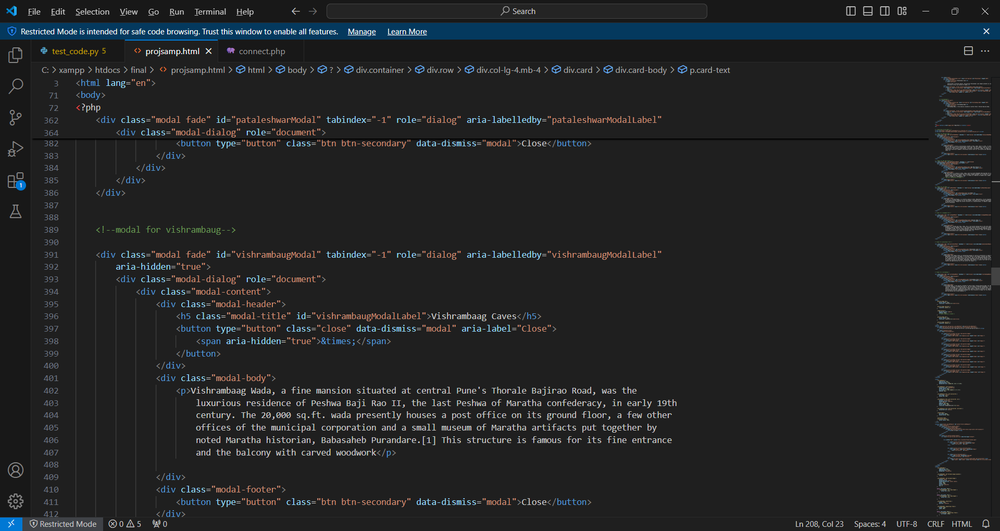 File Edit Selection View Go Run Terminal Help Search
Restricted Mode is intended for safe code browsing. Trust this window to enable all features. Manage Learn More
test_code.py 5 projsamp.html connect.php
C: > xampp > htdocs > final > projsamp.html > html > body > ? > div.container > div.row > div.col-lg-4.mb-4 > div.card > div.card-body > p.card-text
3 <html lang="en">
71 <body>
72 <?php
362 <div class="modal fade" id="pataleshwarModal" tabindex="-1" role="dialog" aria-labelledby="pataleshwarModalLabel"
364 <div class="modal-dialog" role="document">
382 <button type="button" class="btn btn-secondary" data-dismiss="modal">Close</button>
383 </div>
384 </div>
385 </div>
386 </div>
387
388
389 <!--modal for vishrambaug-->
390
391 <div class="modal fade" id="vishrambaugModal" tabindex="-1" role="dialog" aria-labelledby="vishrambaugModalLabel"
392 aria-hidden="true">
393 <div class="modal-dialog" role="document">
394 <div class="modal-content">
395 <div class="modal-header">
396 <h5 class="modal-title" id="vishrambaugModalLabel">Vishrambaag Caves</h5>
397 <button type="button" class="close" data-dismiss="modal" aria-label="Close">
398 <span aria-hidden="true">&times;</span>
399 </button>
400 </div>
401 <div class="modal-body">
402 <p>Vishrambaag Wada, a fine mansion situated at central Pune's Thorale Bajirao Road, was the
403 luxurious residence of Peshwa Baji Rao II, the last Peshwa of Maratha confederacy, in early 19th
404 century. The 20,000 sq.ft. wada presently houses a post office on its ground floor, a few other
405 offices of the municipal corporation and a small museum of Maratha artifacts put together by
406 noted Maratha historian, Babasaheb Purandare.[1] This structure is famous for its fine entrance
407 and the balcony with carved woodwork</p>
408
409 </div>
410 <div class="modal-footer">
411 <button type="button" class="btn btn-secondary" data-dismiss="modal">Close</button>
412 </div>
1
Restricted Mode 0 5 0 Ln 208, Col 23 Spaces: 4 UTF-8 CRLF HTML